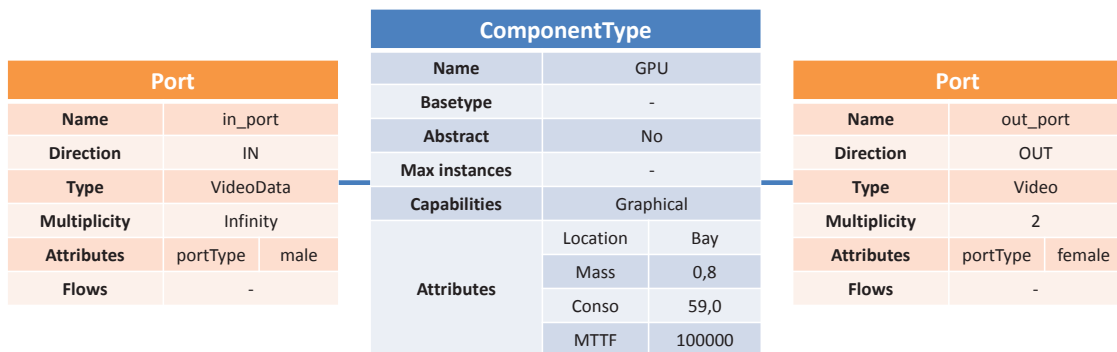 Port
Name in_port
Direction IN
Type VideoData
Multiplicity Infinity
Attributes portType male
Flows -
ComponentType
Name GPU
Basetype -
Abstract No
Max instances -
Capabilities Graphical
Attributes
Location Bay
Mass 0,8
Conso 59,0
MTTF 100000
Port
Name out_port
Direction OUT
Type Video
Multiplicity 2
Attributes portType female
Flows -